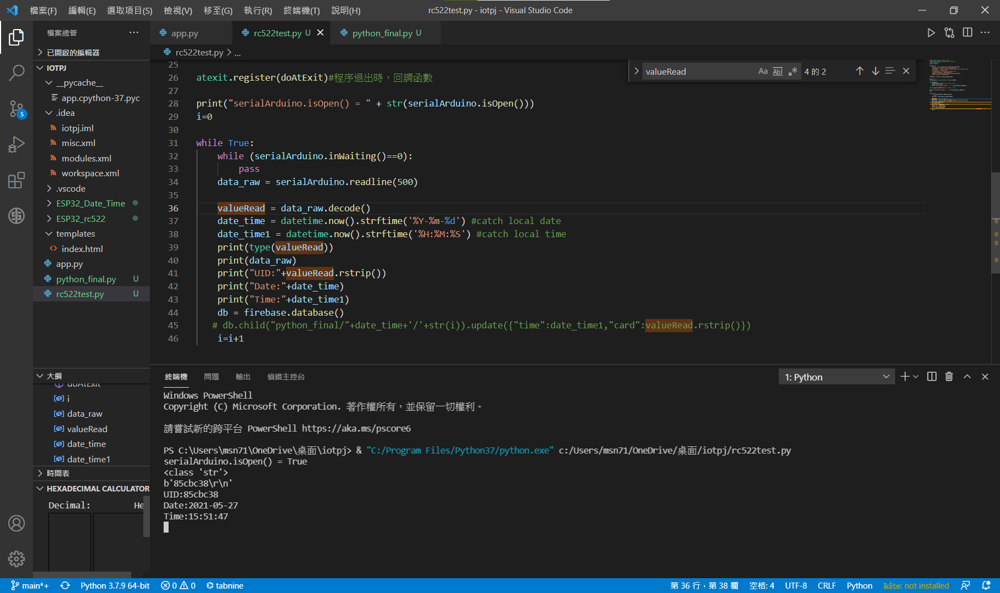 檔案(F) 編輯(E) 選取項目(S) 檢視(V) 移至(G) 執行(R) 終端機(T) 說明(H) rc522test.py - iotpj - Visual Studio Code
檔案總管
已開啟的編輯器
IOTPJ
__pycache__
app.cpython-37.pyc
.idea
iotpj.iml
misc.xml
modules.xml
workspace.xml
.vscode
ESP32_Date_Time
ESP32_rc522
templates
index.html
app.py
python_final.py U
rc522test.py U
大綱
doAtExit
i
data_raw
valueRead
date_time
date_time1
時間表
HEXADECIMAL CALCULATOR
Decimal: He
5
app.py rc522test.py U python_final.py U
rc522test.py > ...
valueRead Aa Abl .* 4 的 2
25
26 atexit.register(doAtExit)#程序退出時，回調函數
27
28 print("serialArduino.isOpen() = " + str(serialArduino.isOpen()))
29 i=0
30
31 while True:
32 while (serialArduino.inWaiting()==0):
33 pass
34 data_raw = serialArduino.readline(500)
35
36 valueRead = data_raw.decode()
37 date_time = datetime.now().strftime('%Y-%m-%d') #catch local date
38 date_time1 = datetime.now().strftime('%H:%M:%S') #catch local time
39 print(type(valueRead))
40 print(data_raw)
41 print("UID:"+valueRead.rstrip())
42 print("Date:"+date_time)
43 print("Time:"+date_time1)
44 db = firebase.database()
45 # db.child("python_final/"+date_time+'/'+str(i)).update({"time":date_time1,"card":valueRead.rstrip()})
46 i=i+1
終端機 問題 輸出 偵錯主控台 1: Python
Windows PowerShell
Copyright (C) Microsoft Corporation. 著作權所有，並保留一切權利。
請嘗試新的跨平台 PowerShell https://aka.ms/pscore6
PS C:\Users\msn71\OneDrive\桌面\iotpj> & "C:/Program Files/Python37/python.exe" c:/Users/msn71/OneDrive/桌面/iotpj/rc522test.py
serialArduino.isOpen() = True
<class 'str'>
b'85cbc38\r\n'
UID:85cbc38
Date:2021-05-27
Time:15:51:47
main*+ Python 3.7.9 64-bit 0 0 tabnine 第 36 行，第 38 欄 空格: 4 UTF-8 CRLF Python kite: not installed